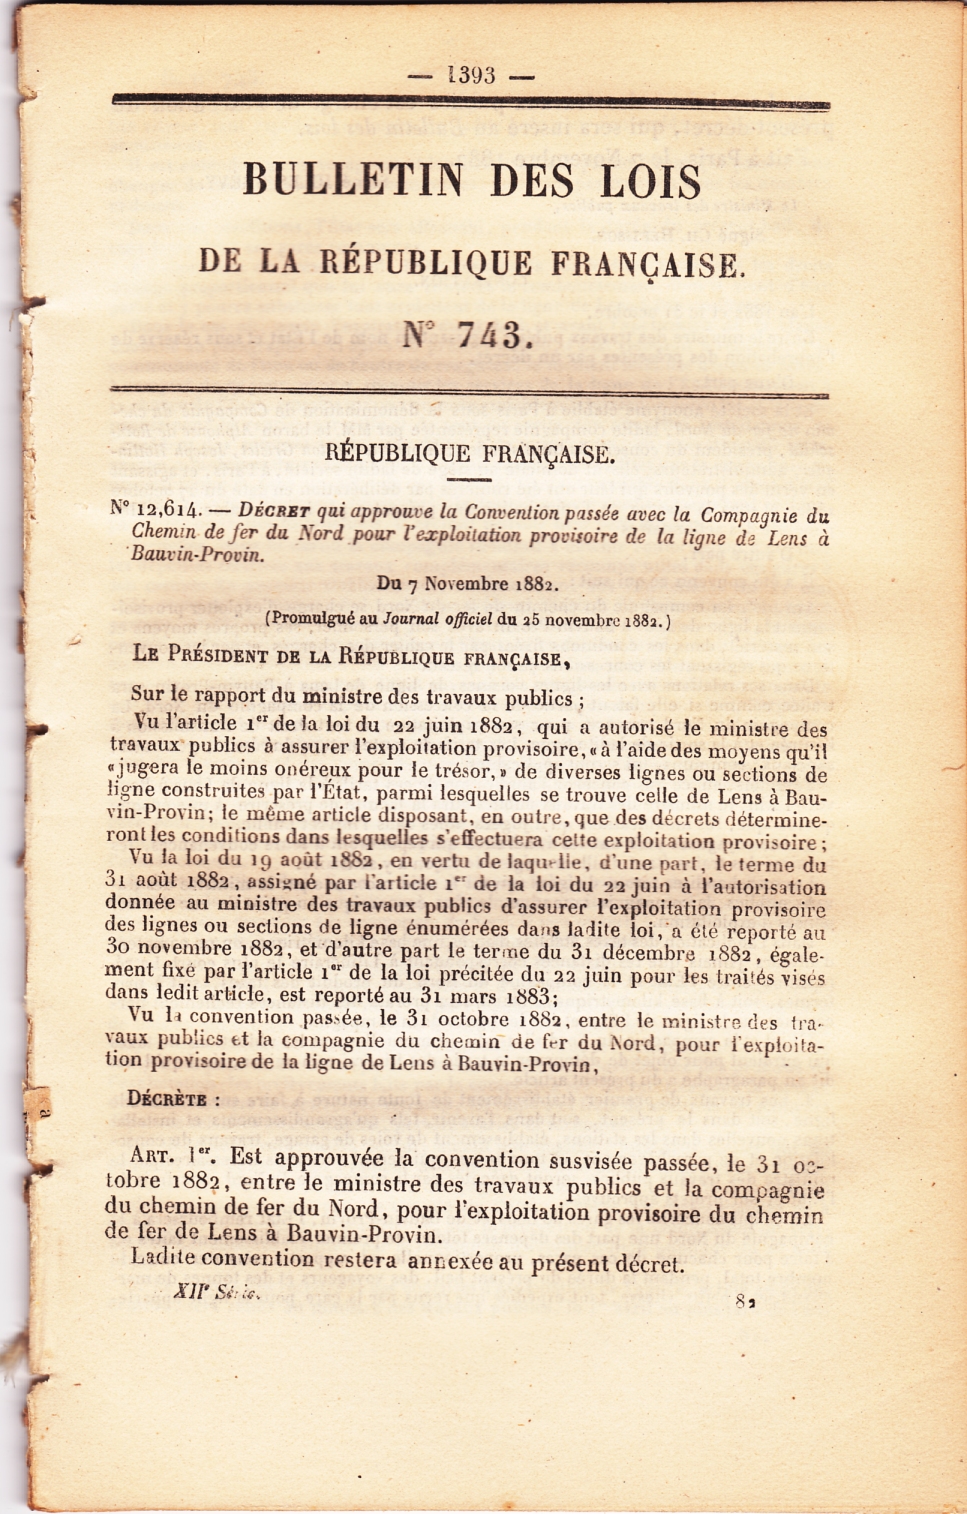 — 1393 —
BULLETIN DES LOIS
DE LA RÉPUBLIQUE FRANÇAISE.
N° 743.
RÉPUBLIQUE FRANÇAISE.
N° 12,614. — DÉCRET qui approuve la Convention passée avec la Compagnie du
Chemin de fer du Nord pour l'exploitation provisoire de la ligne de Lens à
Bauvin-Provin.
Du 7 Novembre 1882.
(Promulgué au Journal officiel du 25 novembre 1882.)
LE PRÉSIDENT DE LA RÉPUBLIQUE FRANÇAISE,
Sur le rapport du ministre des travaux publics ;
Vu l'article 1er de la loi du 22 juin 1882, qui a autorisé le ministre des
travaux publics à assurer l'exploitation provisoire, « à l'aide des moyens qu'il
« jugera le moins onéreux pour le trésor, » de diverses lignes ou sections de
ligne construites par l'État, parmi lesquelles se trouve celle de Lens à Bau-
vin-Provin; le même article disposant, en outre, que des décrets détermine-
ront les conditions dans lesquelles s'effectuera cette exploitation provisoire ;
Vu la loi du 19 août 1882, en vertu de laquelle, d'une part, le terme du
31 août 1882, assigné par l'article 1er de la loi du 22 juin à l'autorisation
donnée au ministre des travaux publics d'assurer l'exploitation provisoire
des lignes ou sections de ligne énumérées dans ladite loi, a été reporté au
30 novembre 1882, et d'autre part le terme du 31 décembre 1882, égale-
ment fixé par l'article 1er de la loi précitée du 22 juin pour les traités visés
dans ledit article, est reporté au 31 mars 1883;
Vu la convention passée, le 31 octobre 1882, entre le ministre des tra-
vaux publics et la compagnie du chemin de fer du Nord, pour l'exploita-
tion provisoire de la ligne de Lens à Bauvin-Provin,
DÉCRÈTE :
ART. 1er. Est approuvée la convention susvisée passée, le 31 oc-
tobre 1882, entre le ministre des travaux publics et la compagnie
du chemin de fer du Nord, pour l'exploitation provisoire du chemin
de fer de Lens à Bauvin-Provin.
Ladite convention restera annexée au présent décret.
XIIe Série.
82